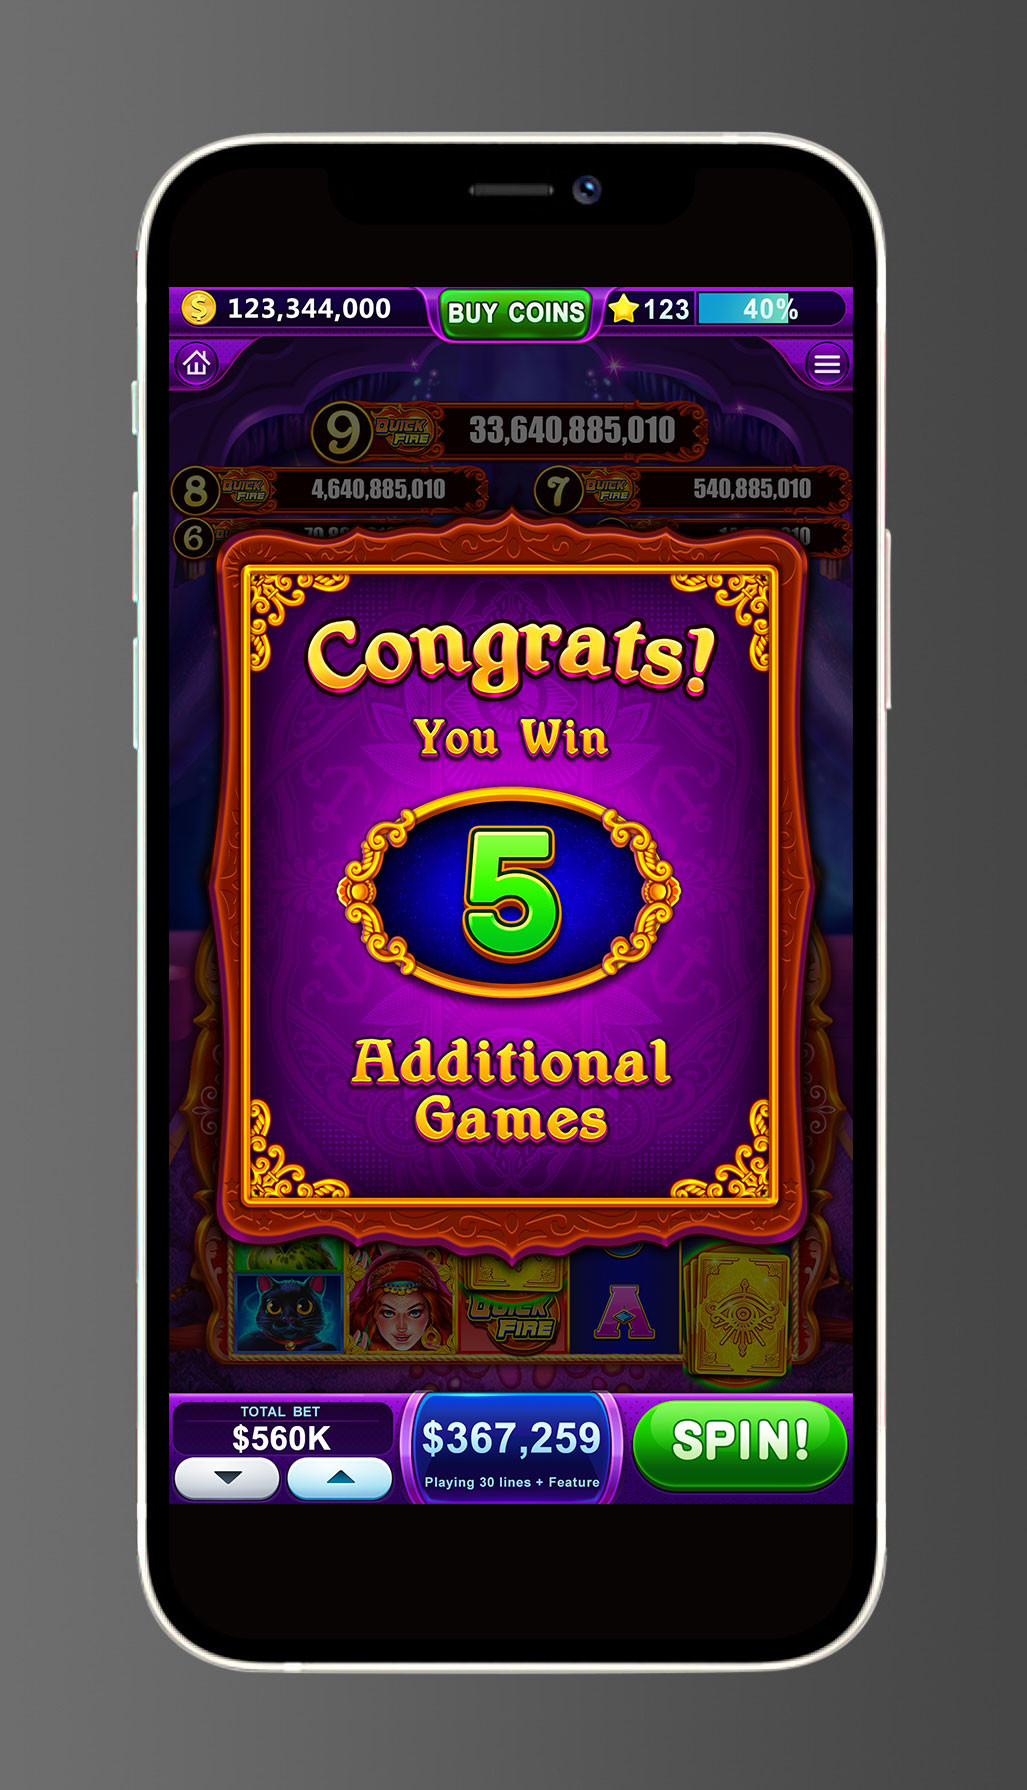 123,344,000
BUY COINS
123
40%
9 QUICK FIRE 33,640,885,010
8 QUICK FIRE 4,640,885,010
7 QUICK FIRE 540,885,010
6
Congrats!
You Win
5
Additional
Games
QUICK
FIRE
A
TOTAL BET
$560K
$367,259
Playing 30 lines + Feature
SPIN!